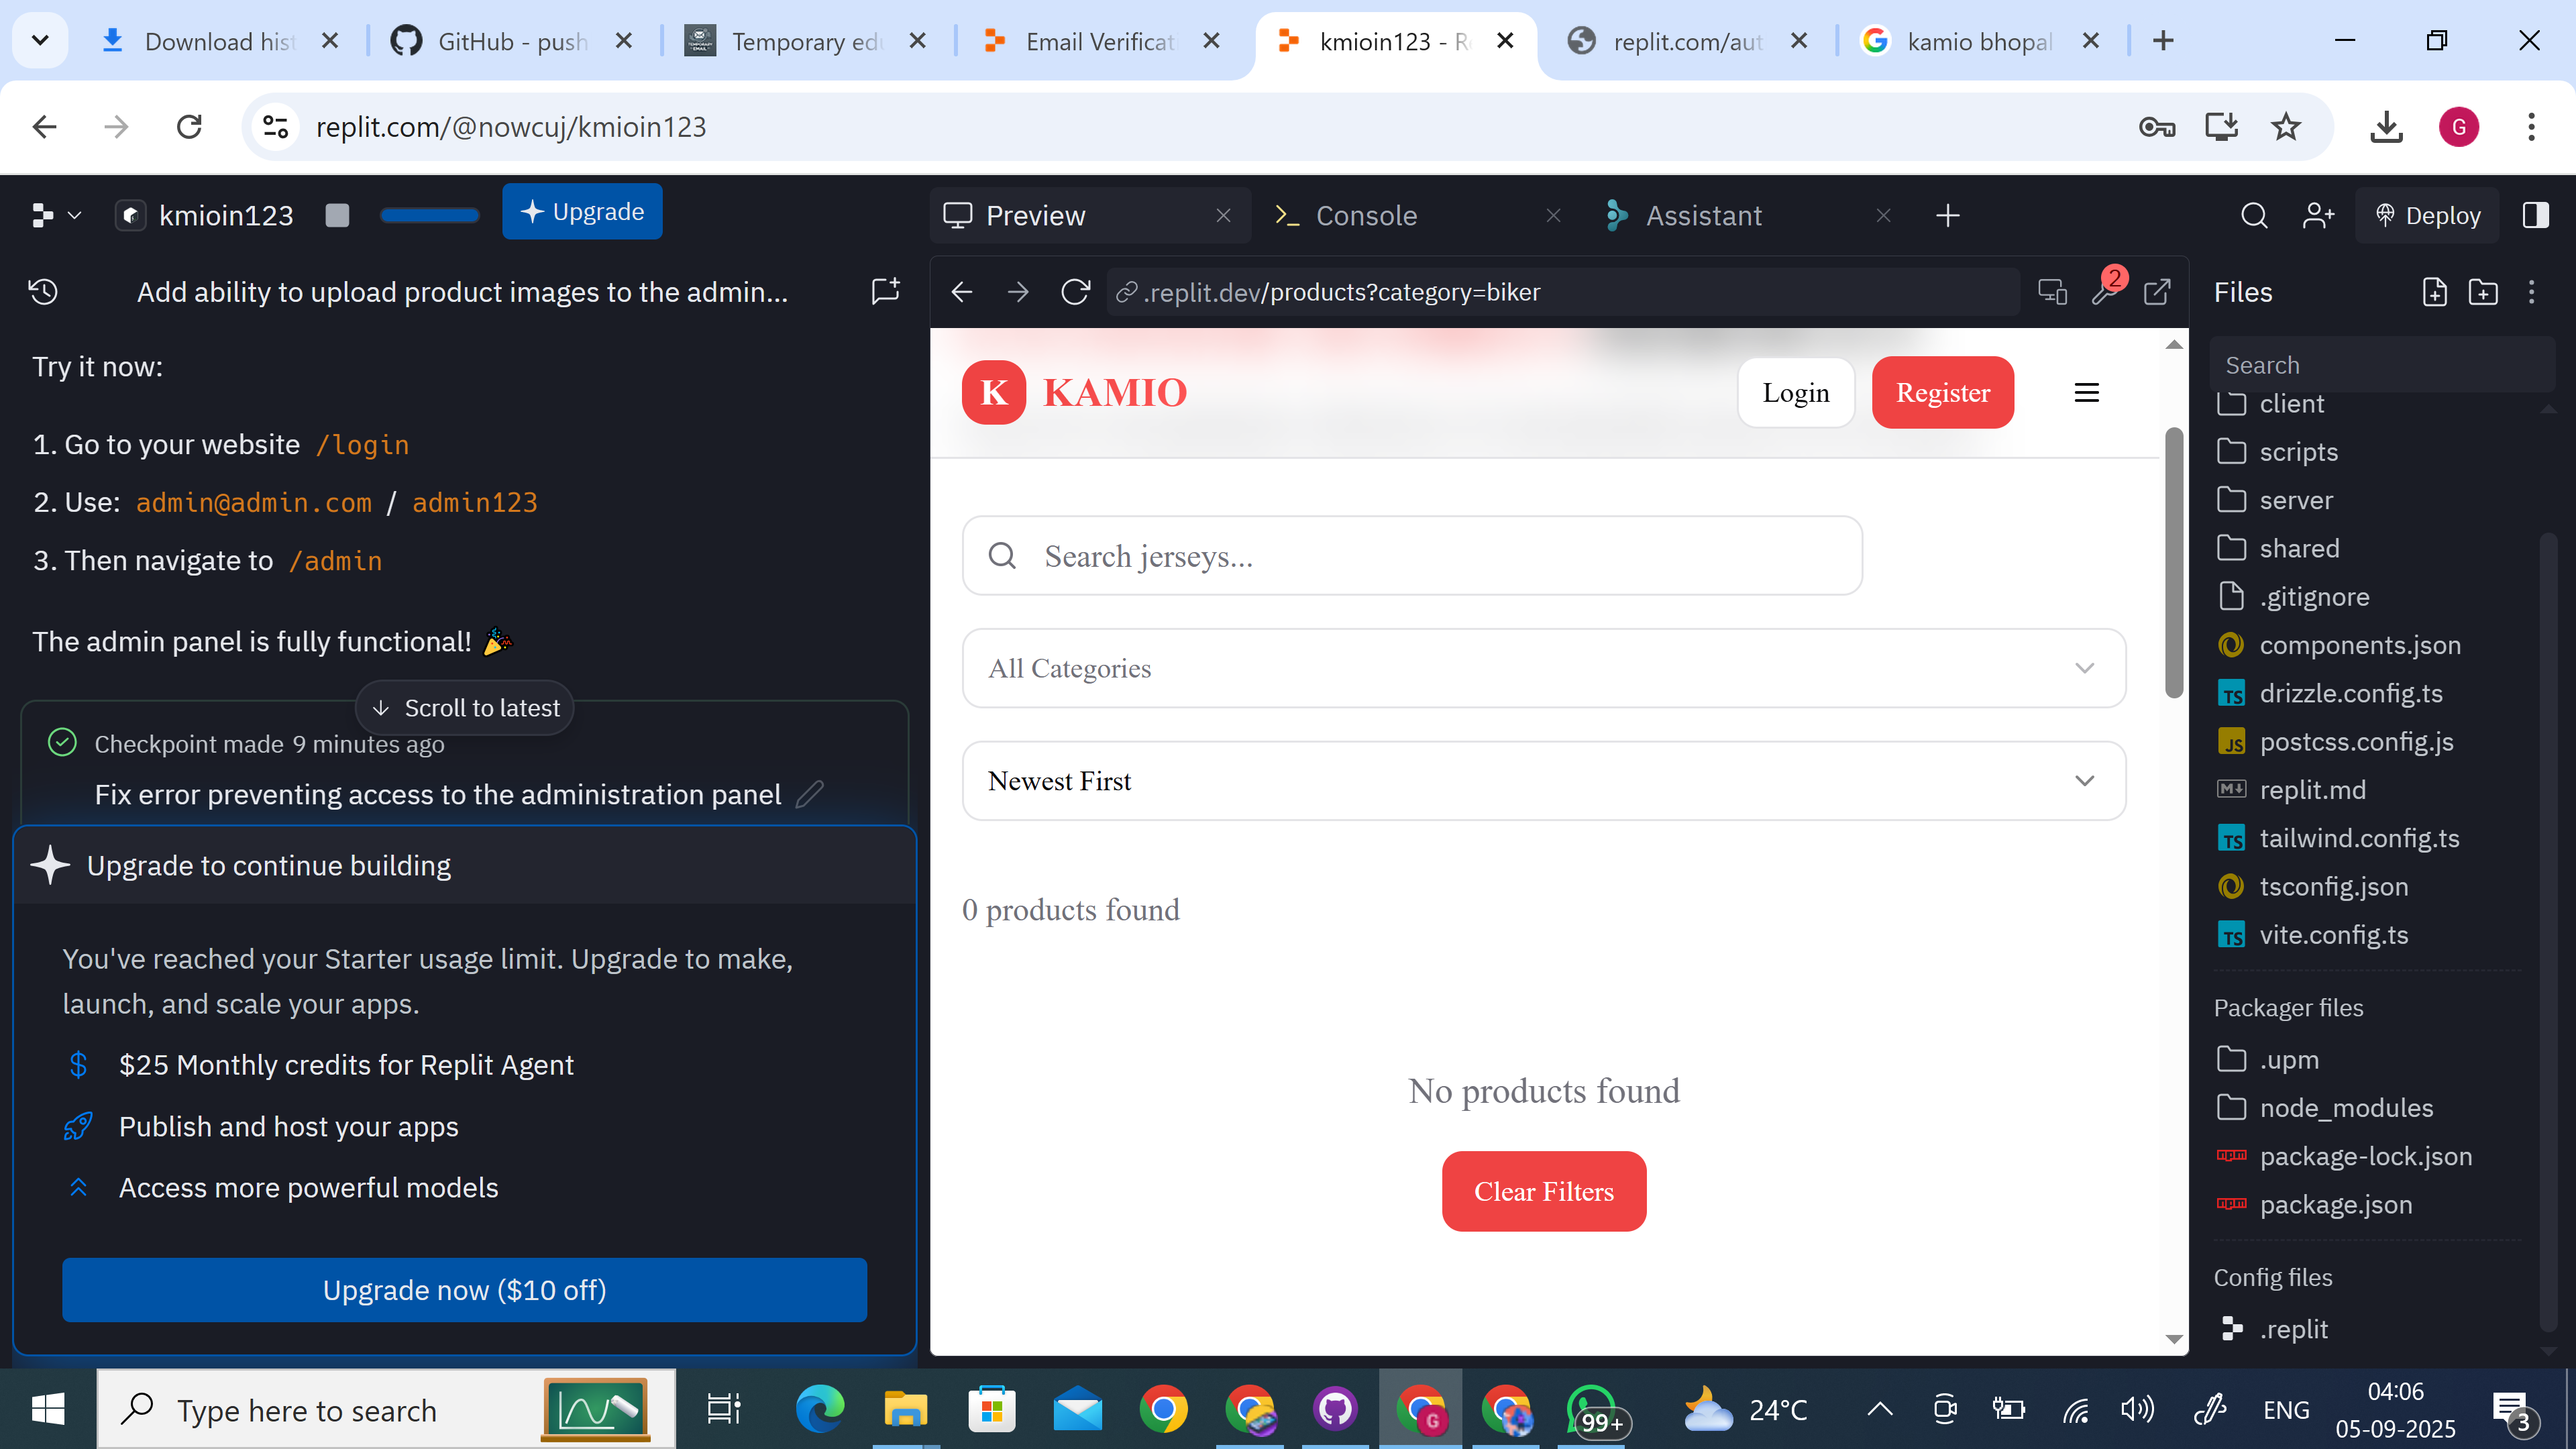 Download hist
GitHub - push
Temporary edu
Email Verificat
kmioin123 - Re
replit.com/aut
kamio bhopal
replit.com/@nowcuj/kmioin123
G
kmioin123
Upgrade
Preview
Console
Assistant
Deploy
Add ability to upload product images to the admin...
.replit.dev/products?category=biker
2
Files
Search
Try it now:
1. Go to your website /login
2. Use: admin@admin.com / admin123
3. Then navigate to /admin
The admin panel is fully functional! 🎉
Scroll to latest
Checkpoint made 9 minutes ago
Fix error preventing access to the administration panel
Upgrade to continue building
You've reached your Starter usage limit. Upgrade to make,
launch, and scale your apps.
$25 Monthly credits for Replit Agent
Publish and host your apps
Access more powerful models
Upgrade now ($10 off)
K KAMIO
Login
Register
Search jerseys...
All Categories
Newest First
0 products found
No products found
Clear Filters
client
scripts
server
shared
.gitignore
components.json
TS drizzle.config.ts
JS postcss.config.js
M replit.md
TS tailwind.config.ts
tsconfig.json
TS vite.config.ts
Packager files
.upm
node_modules
package-lock.json
package.json
Config files
.replit
Type here to search
G
99+
24°C
ENG
04:06
05-09-2025
3